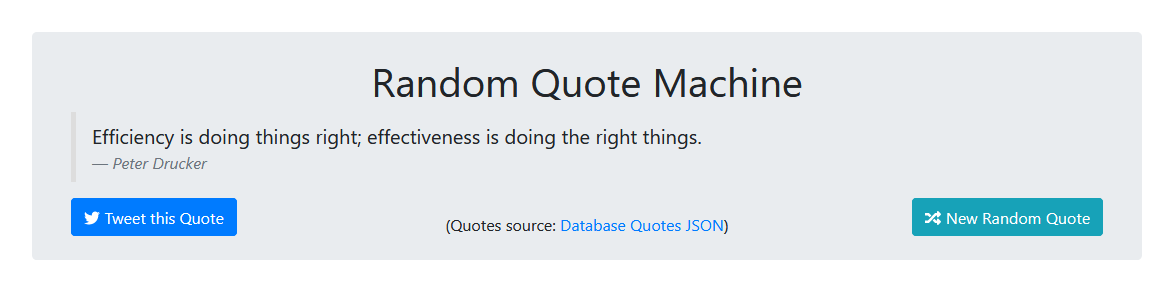 Random Quote Machine
Efficiency is doing things right; effectiveness is doing the right things.
— Peter Drucker
Tweet this Quote
(Quotes source: Database Quotes JSON)
New Random Quote